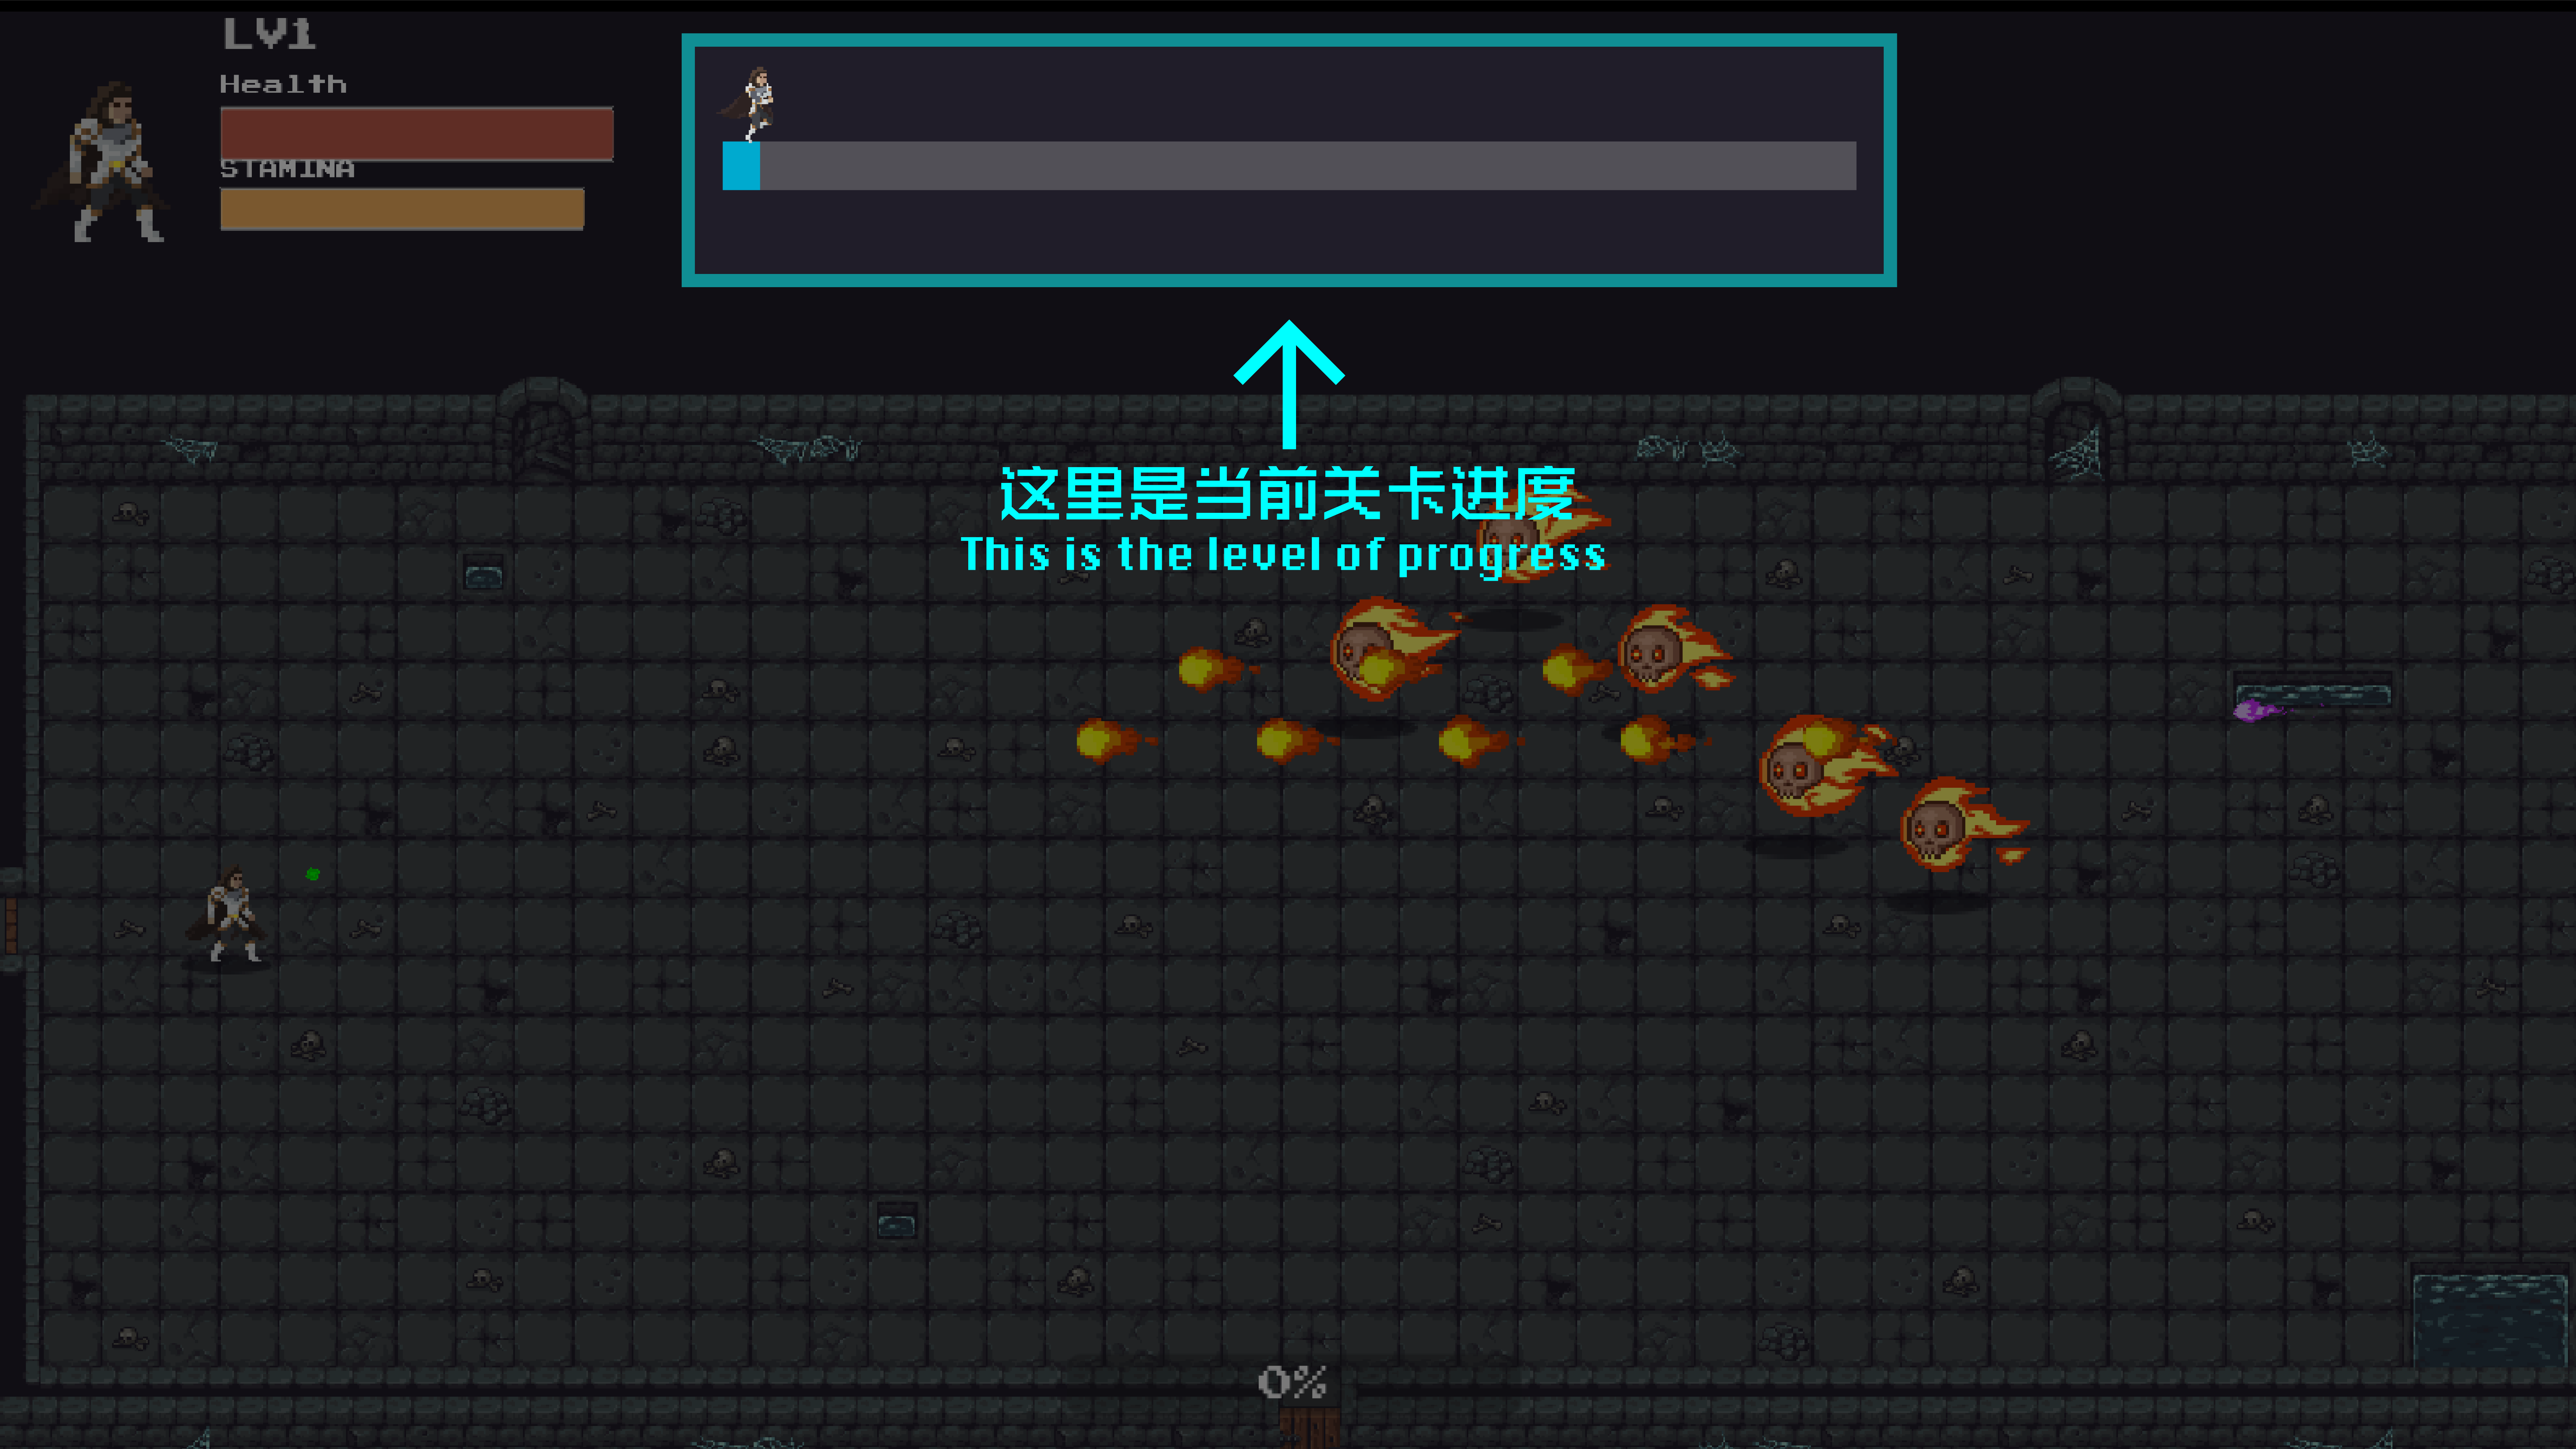 LV1
Health
STAMINA
这里是当前关卡进度
This is the level of progress
0%